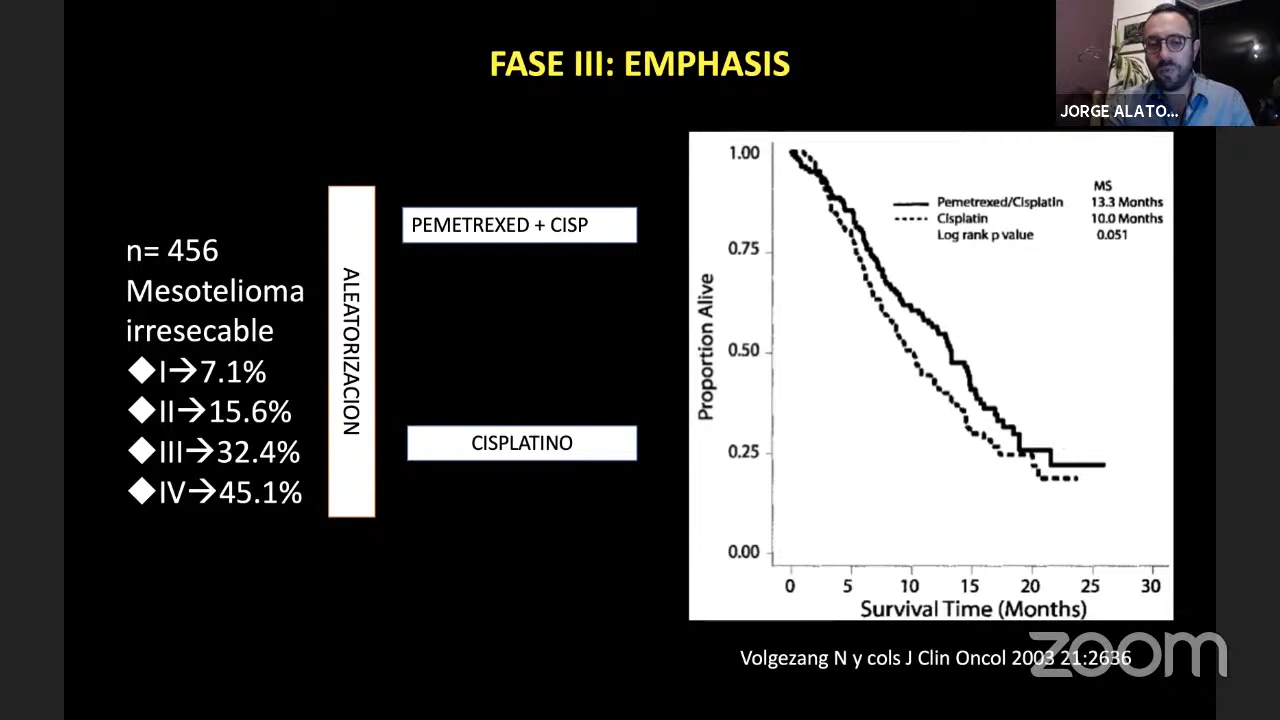 FASE III: EMPHASIS
JORGE ALATO...
n= 456
Mesotelioma
irresecable
◆I→7.1%
◆II→15.6%
◆III→32.4%
◆IV→45.1%
ALEATORIZACION
PEMETREXED + CISP
CISPLATINO
MS
Pemetrexed/Cisplatin 13.3 Months
Cisplatin 10.0 Months
Log rank p value 0.051
Proportion Alive
1.00
0.75
0.50
0.25
0.00
0 5 10 15 20 25 30
Survival Time (Months)
Volgezang N y cols J Clin Oncol 2003 21:2636
zoom